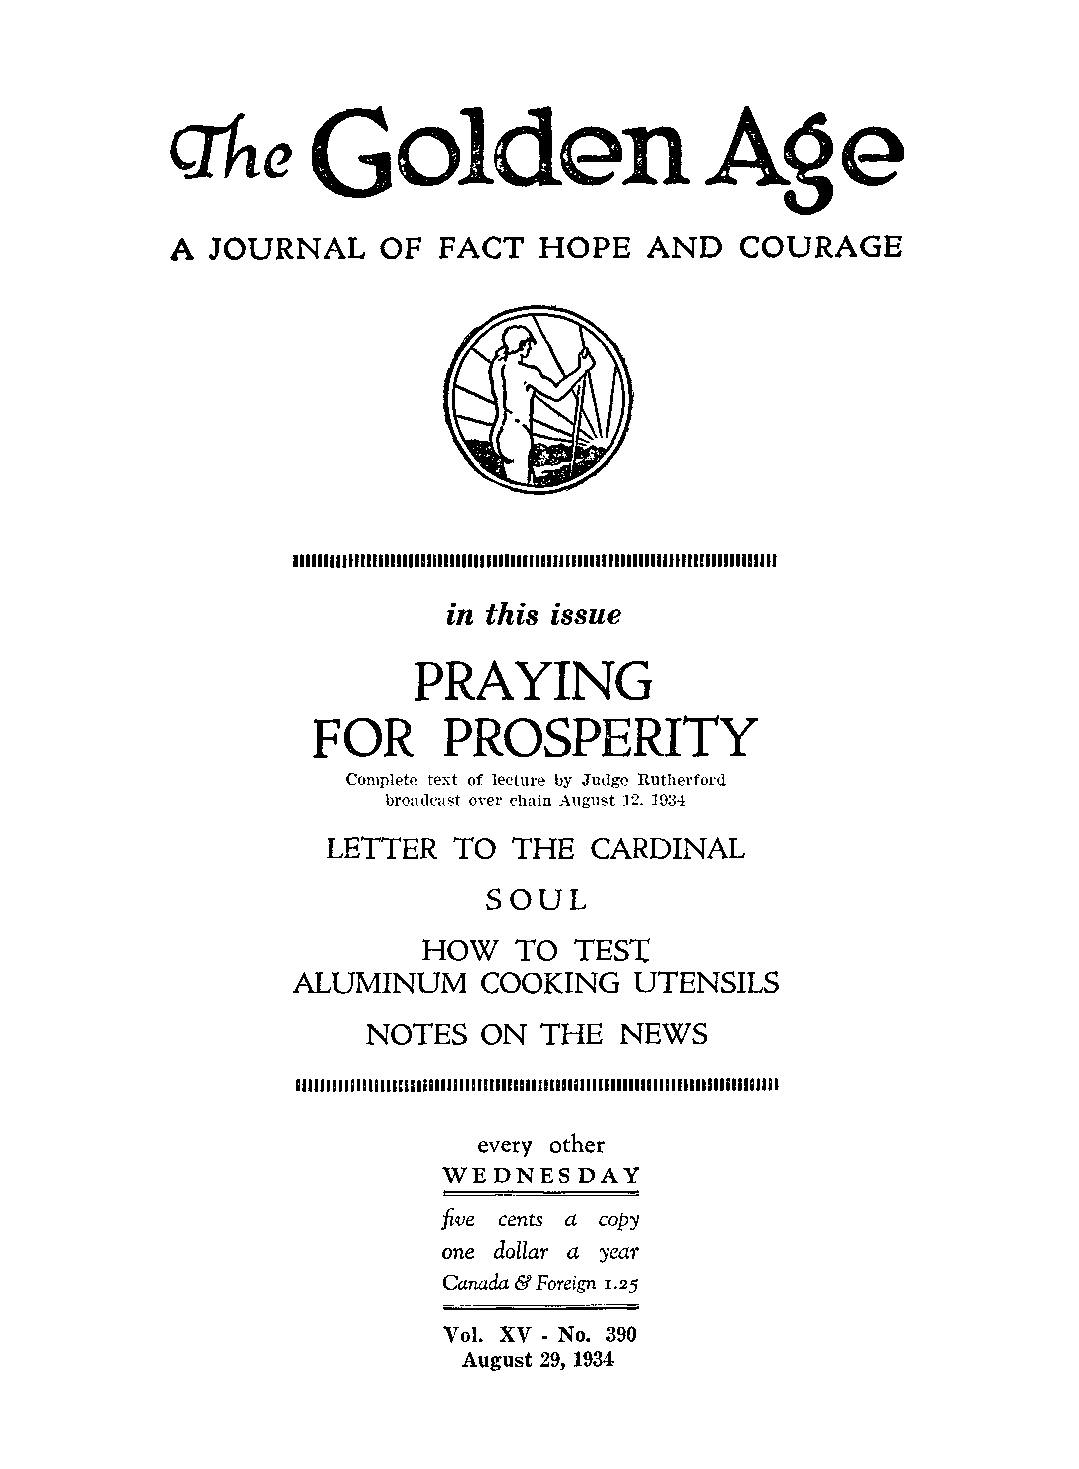 The Golden Age
A JOURNAL OF FACT HOPE AND COURAGE
in this issue
PRAYING
FOR PROSPERITY
Complete text of lecture by Judge Rutherford
broadcast over chain August 12, 1934
LETTER TO THE CARDINAL
SOUL
HOW TO TEST
ALUMINUM COOKING UTENSILS
NOTES ON THE NEWS
every other
WEDNESDAY
five cents a copy
one dollar a year
Canada & Foreign 1.25
Vol. XV - No. 390
August 29, 1934